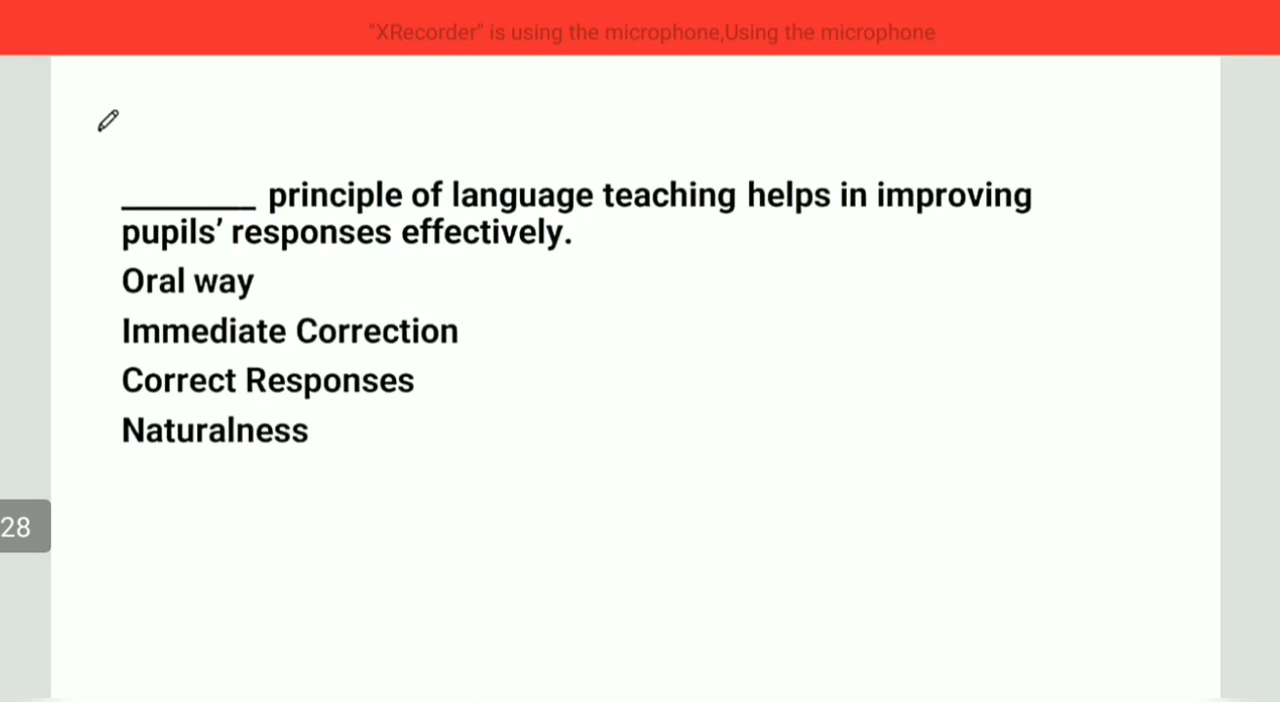 "XRecorder" is using the microphone,Using the microphone
________ principle of language teaching helps in improving
pupils’ responses effectively.
Oral way
Immediate Correction
Correct Responses
Naturalness
28